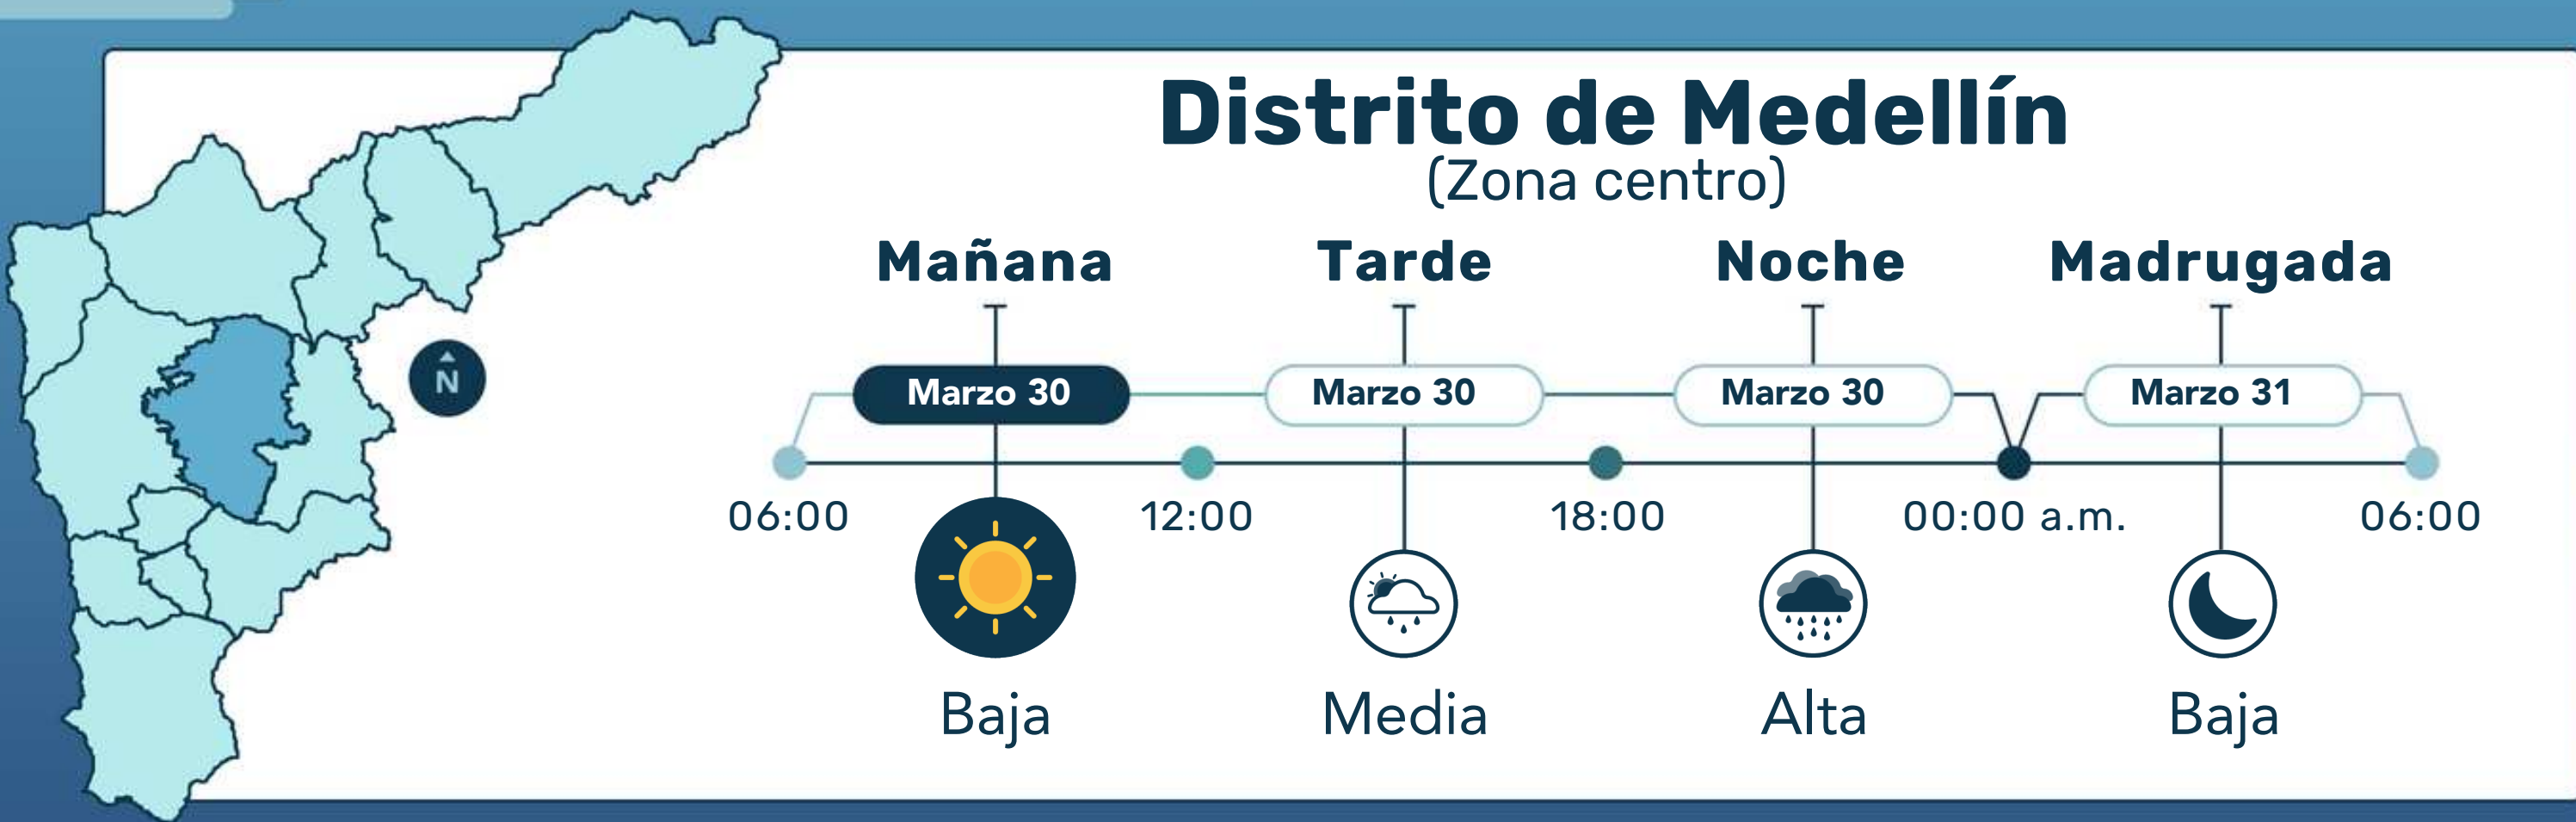 Distrito de Medellín
(Zona centro)
Mañana Tarde Noche Madrugada
Marzo 30 Marzo 30 Marzo 30 Marzo 31
N
06:00 12:00 18:00 00:00 a.m. 06:00
Baja Media Alta Baja